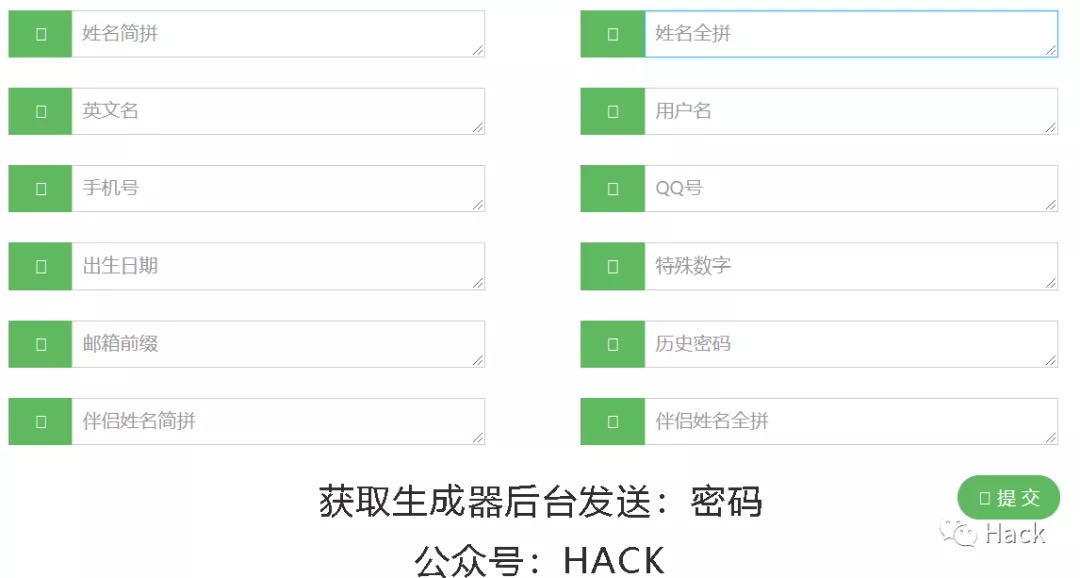 姓名简拼
姓名全拼
英文名
用户名
手机号
QQ号
出生日期
特殊数字
邮箱前缀
历史密码
伴侣姓名简拼
伴侣姓名全拼
提交
获取生成器后台发送：密码
Hack
公众号：HACK